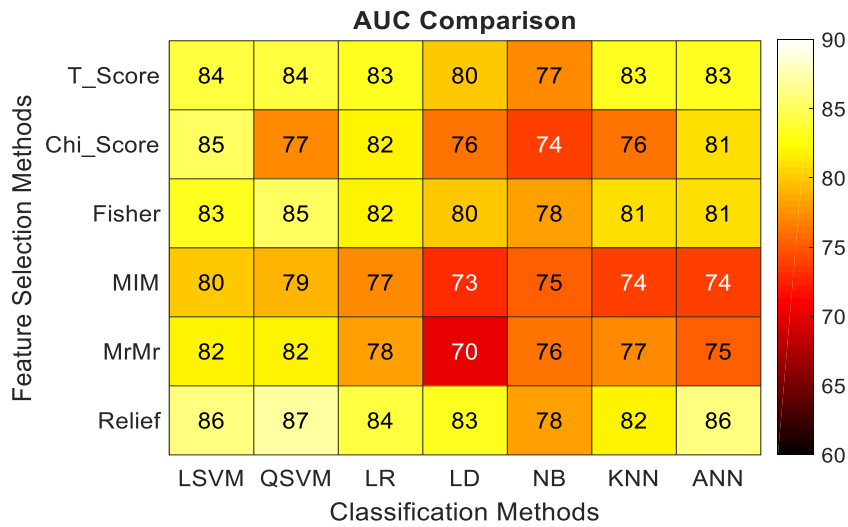 AUC Comparison
Feature Selection Methods
T_Score 84 84 83 80 77 83 83
Chi_Score 85 77 82 76 74 76 81
Fisher 83 85 82 80 78 81 81
MIM 80 79 77 73 75 74 74
MrMr 82 82 78 70 76 77 75
Relief 86 87 84 83 78 82 86
LSVM QSVM LR LD NB KNN ANN
Classification Methods
90
85
80
75
70
65
60